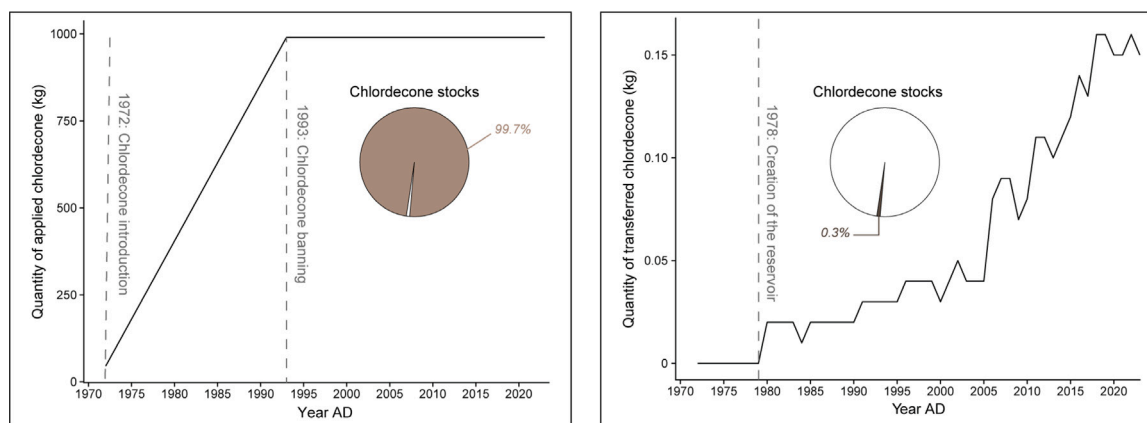 Quantity of applied chlordecone (kg)
1000
750
500
250
0
1972: Chlordecone introduction
1993: Chlordecone banning
Chlordecone stocks
99.7%
1970 1975 1980 1985 1990 1995 2000 2005 2010 2015 2020
Year AD
Quantity of transferred chlordecone (kg)
0.15
0.10
0.05
0
1978: Creation of the reservoir
Chlordecone stocks
0.3%
1970 1975 1980 1985 1990 1995 2000 2005 2010 2015 2020
Year AD